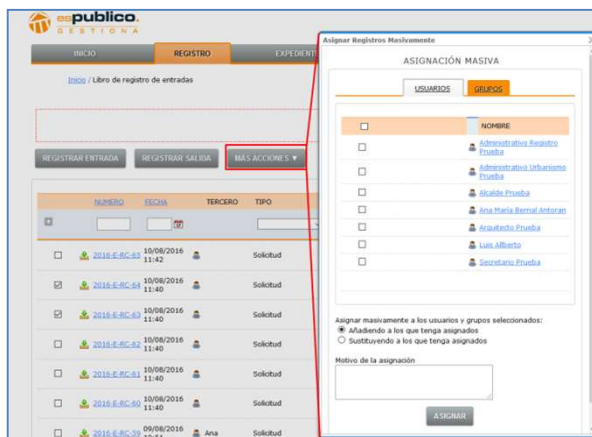 espublico.
GESTIONA
INICIO
REGISTRO
EXPEDIENT
Inicio / Libro de registro de entradas
REGISTRAR ENTRADA
REGISTRAR SALIDA
MÁS ACCIONES ▼
NUMERO FECHA TERCERO TIPO
2016-E-RC-65 10/08/2016 11:42 Solicitud
2016-E-RC-64 10/08/2016 11:40 Solicitud
2016-E-RC-63 10/08/2016 11:40 Solicitud
2016-E-RC-62 10/08/2016 11:40 Solicitud
2016-E-RC-61 10/08/2016 11:40 Solicitud
2016-E-RC-60 10/08/2016 11:40 Solicitud
2016-E-RC-59 09/08/2016 Ana Solicitud
Asignar Registros Masivamente
ASIGNACIÓN MASIVA
USUARIOS
GRUPOS
NOMBRE
Administrativo Registro
Prueba
Administrativo Urbanismo
Prueba
Alcalde Prueba
Ana María Bernal Antoran
Arquitecto Prueba
Luis Aliberto
Secretario Prueba
Asignar masivamente a los usuarios y grupos seleccionados:
Añadiendo a los que tenga asignados
Sustituyendo a los que tenga asignados
Motivo de la asignación
ASIGNAR